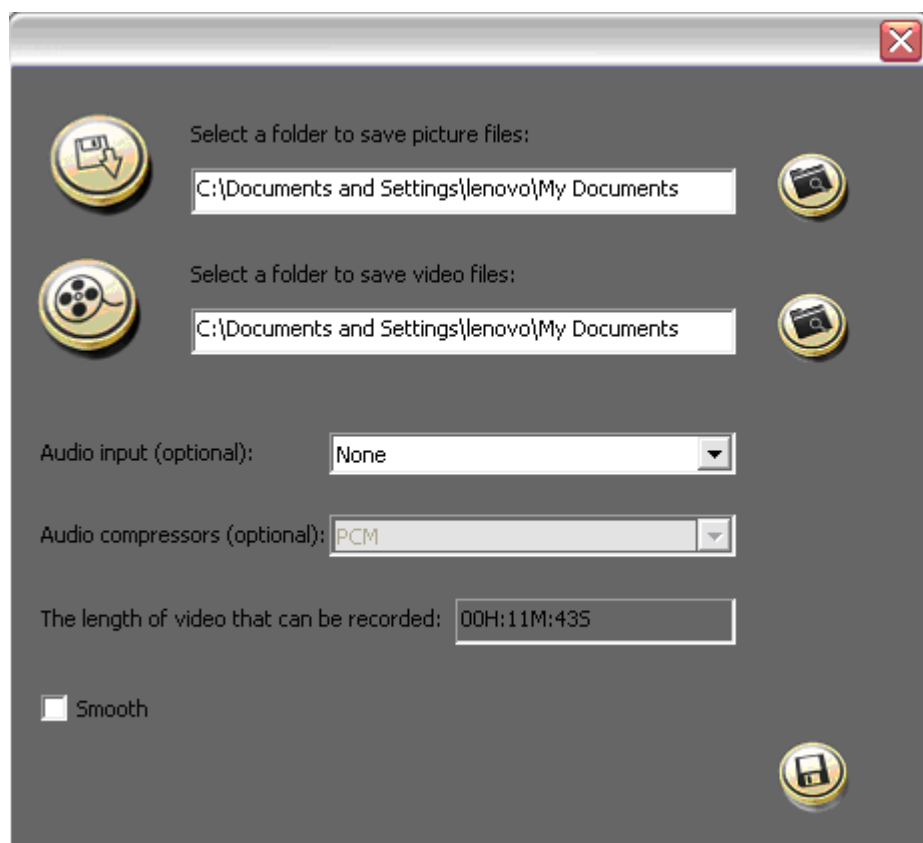 Select a folder to save picture files:
C:\Documents and Settings\lenovo\My Documents
Select a folder to save video files:
C:\Documents and Settings\lenovo\My Documents
Audio input (optional):
None
Audio compressors (optional):
PCM
The length of video that can be recorded:
00H:11M:43S
Smooth